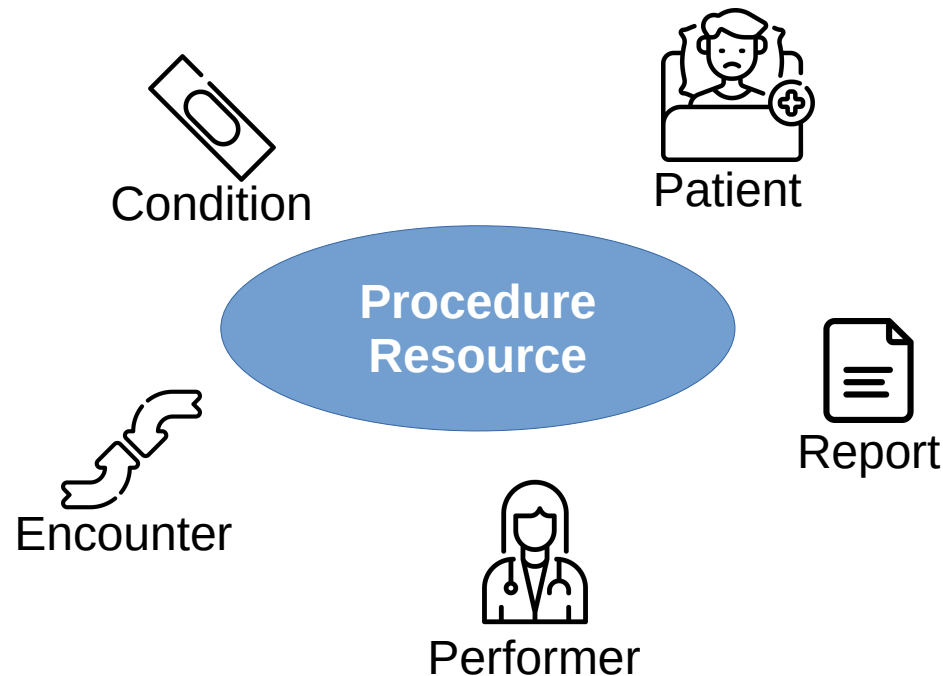 Patient
Condition
Procedure
Resource
Report
Encounter
Performer